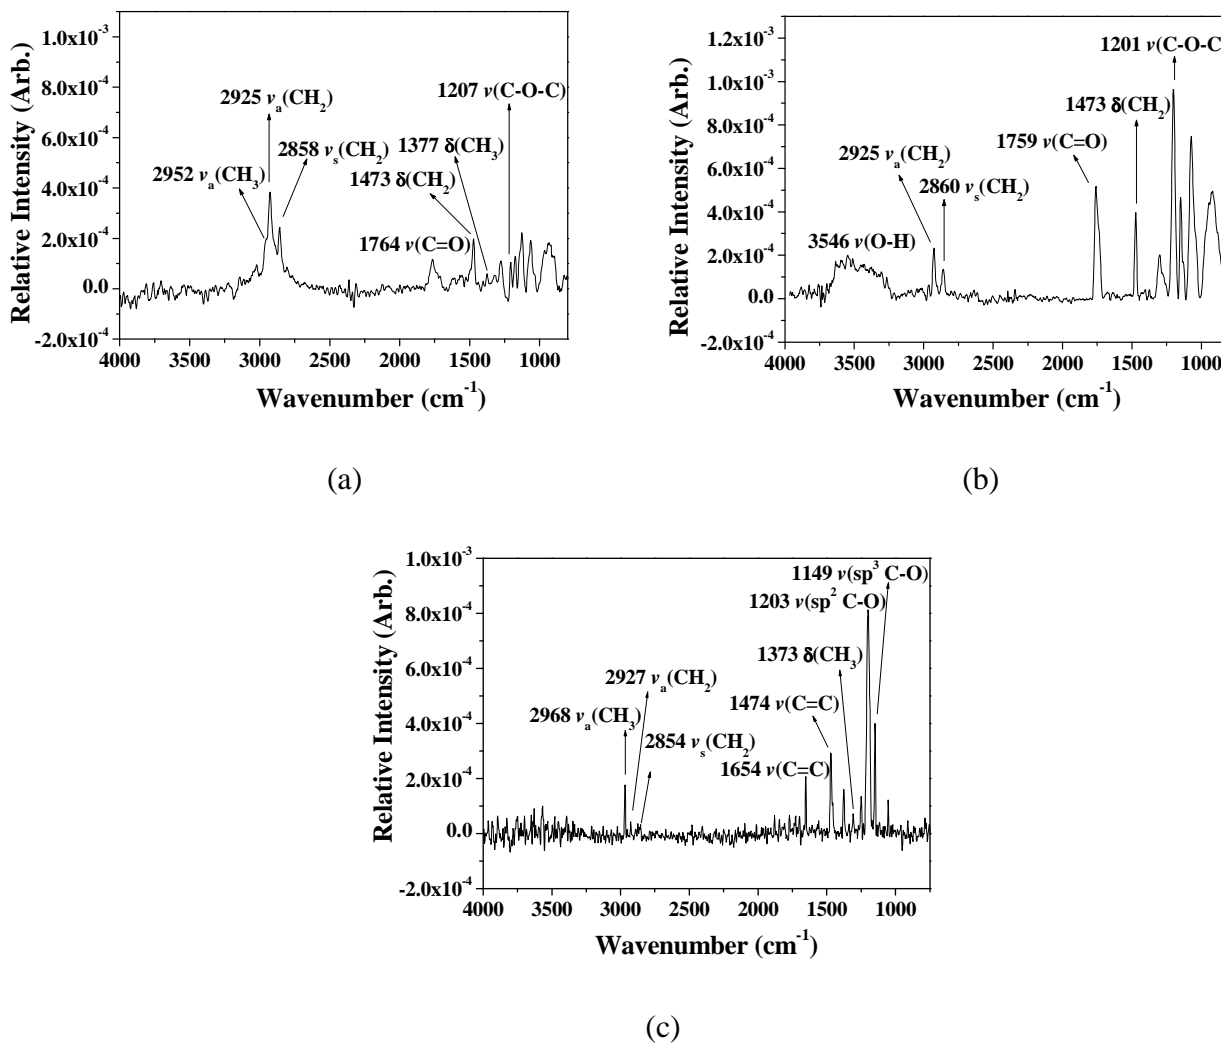 1.0x10⁻³
8.0x10⁻⁴
6.0x10⁻⁴
4.0x10⁻⁴
2.0x10⁻⁴
0.0
-2.0x10⁻⁴
Relative Intensity (Arb.)
2925 νₐ(CH₂)
2858 νₛ(CH₂)
2952 νₐ(CH₃)
1207 ν(C-O-C)
1377 δ(CH₃)
1473 δ(CH₂)
1764 ν(C=O)
4000 3500 3000 2500 2000 1500 1000
Wavenumber (cm⁻¹)
(a)
1.2x10⁻³
1.0x10⁻³
8.0x10⁻⁴
6.0x10⁻⁴
4.0x10⁻⁴
2.0x10⁻⁴
0.0
-2.0x10⁻⁴
Relative Intensity (Arb.)
1201 ν(C-O-C
1473 δ(CH₂)
1759 ν(C=O)
2925 νₐ(CH₂)
2860 νₛ(CH₂)
3546 ν(O-H)
4000 3500 3000 2500 2000 1500 1000
Wavenumber (cm⁻¹)
(b)
1.0x10⁻³
8.0x10⁻⁴
6.0x10⁻⁴
4.0x10⁻⁴
2.0x10⁻⁴
0.0
-2.0x10⁻⁴
Relative Intensity (Arb.)
1149 ν(sp³ C-O)
1203 ν(sp² C-O)
1373 δ(CH₃)
2927 νₐ(CH₂)
1474 ν(C=C)
2968 νₐ(CH₃)
2854 νₛ(CH₂)
1654 ν(C=C)
4000 3500 3000 2500 2000 1500 1000
Wavenumber (cm⁻¹)
(c)